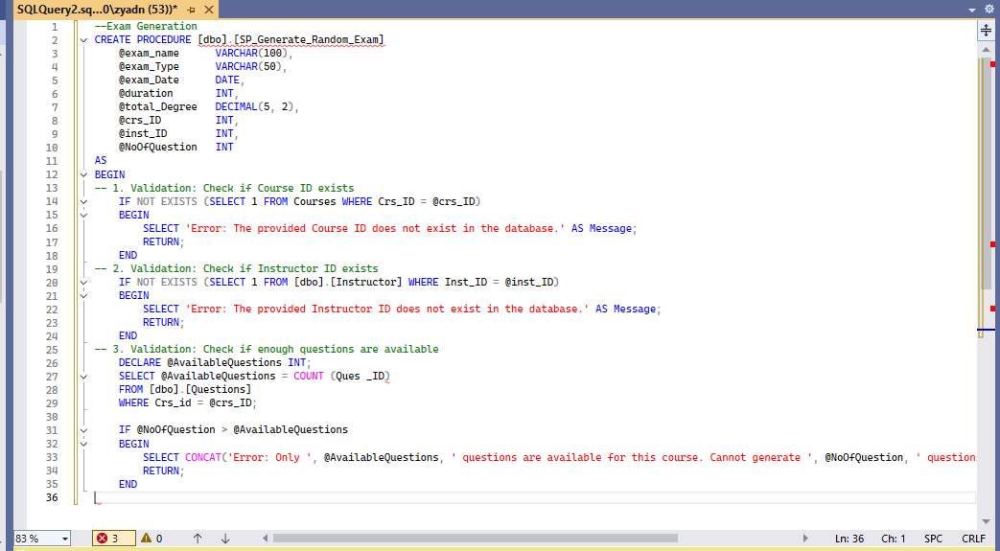 SQLQuery2.sq...0\zyadn (53))*
1 --Exam Generation
2 CREATE PROCEDURE [dbo].[SP_Generate_Random_Exam]
3 @exam_name VARCHAR(100),
4 @exam_Type VARCHAR(50),
5 @exam_Date DATE,
6 @duration INT,
7 @total_Degree DECIMAL(5, 2),
8 @crs_ID INT,
9 @inst_ID INT,
10 @NoOfQuestion INT
11 AS
12 BEGIN
13 -- 1. Validation: Check if Course ID exists
14 IF NOT EXISTS (SELECT 1 FROM Courses WHERE Crs_ID = @crs_ID)
15 BEGIN
16 SELECT 'Error: The provided Course ID does not exist in the database.' AS Message;
17 RETURN;
18 END
19 -- 2. Validation: Check if Instructor ID exists
20 IF NOT EXISTS (SELECT 1 FROM [dbo].[Instructor] WHERE Inst_ID = @inst_ID)
21 BEGIN
22 SELECT 'Error: The provided Instructor ID does not exist in the database.' AS Message;
23 RETURN;
24 END
25 -- 3. Validation: Check if enough questions are available
26 DECLARE @AvailableQuestions INT;
27 SELECT @AvailableQuestions = COUNT (Ques _ID)
28 FROM [dbo].[Questions]
29 WHERE Crs_id = @crs_ID;
30
31 IF @NoOfQuestion > @AvailableQuestions
32 BEGIN
33 SELECT CONCAT('Error: Only ', @AvailableQuestions, ' questions are available for this course. Cannot generate ', @NoOfQuestion, ' question
34 RETURN;
35 END
36
83 % 3 0 Ln: 36 Ch: 1 SPC CRLF